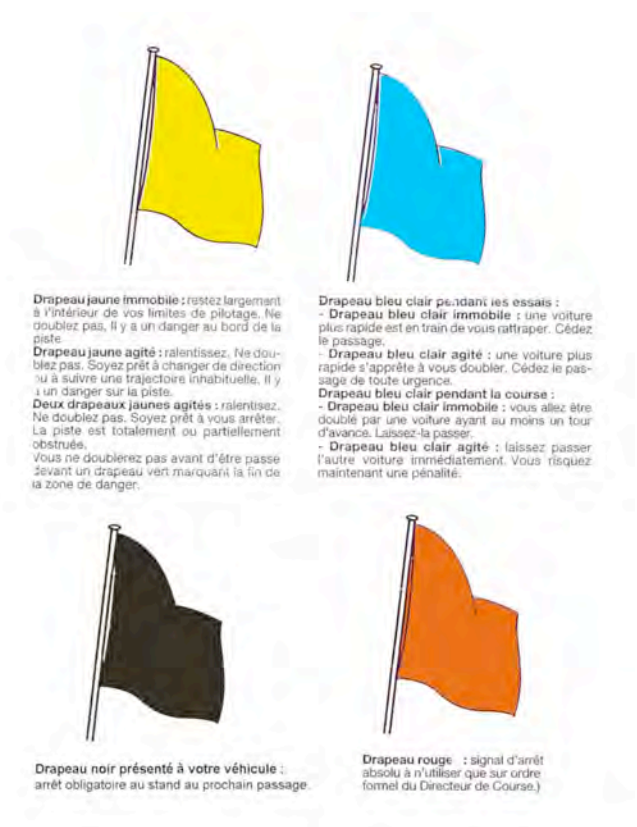 Drapeau jaune immobile : restez largement
à l'intérieur de vos limites de pilotage. Ne
doublez pas. Il y a un danger au bord de la
piste
Drapeau jaune agité : ralentissez. Ne dou-
blez pas. Soyez prêt à changer de direction
ou à suivre une trajectoire inhabituelle. Il y
a un danger sur la piste.
Deux drapeaux jaunes agités : ralentisez.
Ne doublez pas. Soyez prêt à vous arrêter.
La piste est totalement ou partiellement
obstruée.
Vous ne doublerez pas avant d'être passe
devant un drapeau vert marquant la fin de
la zone de danger.
Drapeau bleu clair pendant les essais :
- Drapeau bleu clair immobile : une voiture
plus rapide est en train de vous rattraper. Cédez
le passage.
- Drapeau bleu clair agité : une voiture plus
rapide s'apprête à vous doubler. Cédez le pas-
sage de toute urgence.
Drapeau bleu clair pendant la course :
- Drapeau bleu clair immobile : vous allez être
doublé par une voiture ayant au moins un tour
d'avance. Laissez-la passer.
- Drapeau bleu clair agité : laissez passer
l'autre voiture immédiatement. Vous risquez
maintenant une pénalité.
Drapeau noir présenté à votre véhicule :
arrêt obligatoire au stand au prochain passage.
Drapeau rouge : signal d'arrêt
absolu à n'utiliser que sur ordre
formel du Directeur de Course.)